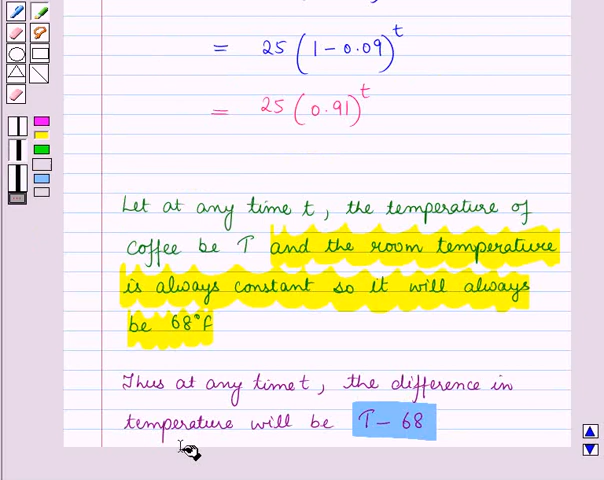 = 25 (1 - 0.09)^t
= 25 (0.91)^t
Let at any time t, the temperature of
coffee be T and the room temperature
is always constant so it will always
be 68°F
Thus at any time t, the difference in
temperature will be T - 68